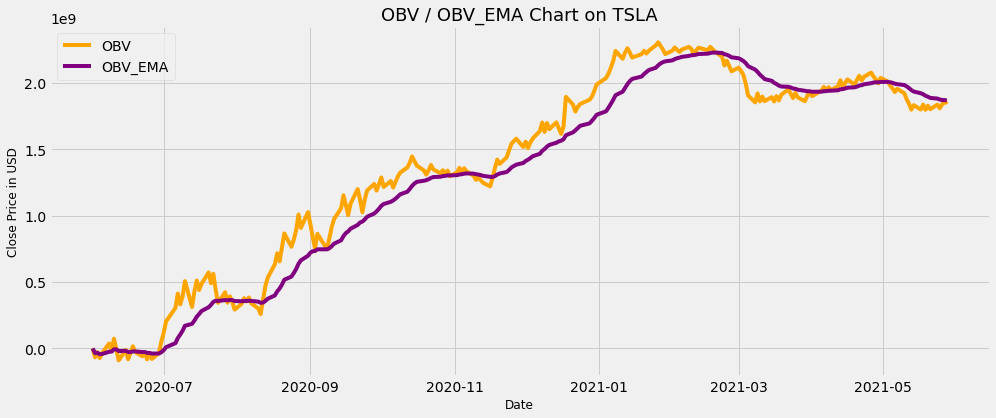 OBV / OBV_EMA Chart on TSLA
1e9
OBV
OBV_EMA
2.0
1.5
1.0
0.5
0.0
Close Price in USD
2020-07 2020-09 2020-11 2021-01 2021-03 2021-05
Date